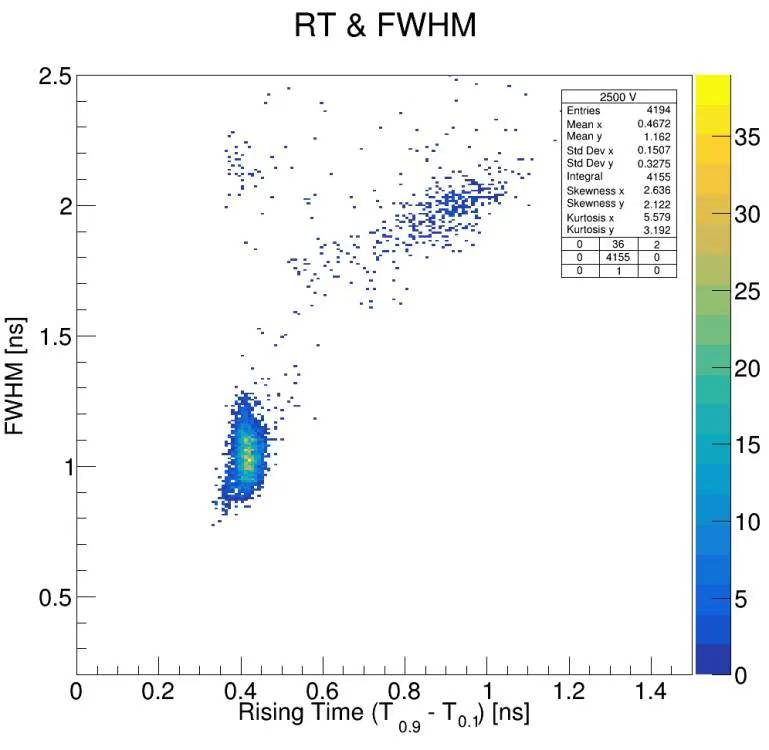 RT & FWHM
2500 V
Entries 4194
Mean x 0.4672
Mean y 1.162
Std Dev x 0.1507
Std Dev y 0.3275
Integral 4155
Skewness x 2.636
Skewness y 2.122
Kurtosis x 5.579
Kurtosis y 3.192
0 36 2
0 4155 0
0 1 0
2.5
2
1.5
1
0.5
FWHM [ns]
35
30
25
20
15
10
5
0
0 0.2 0.4 0.6 0.8 1 1.2 1.4
Rising Time (T0.9 - T0.1) [ns]